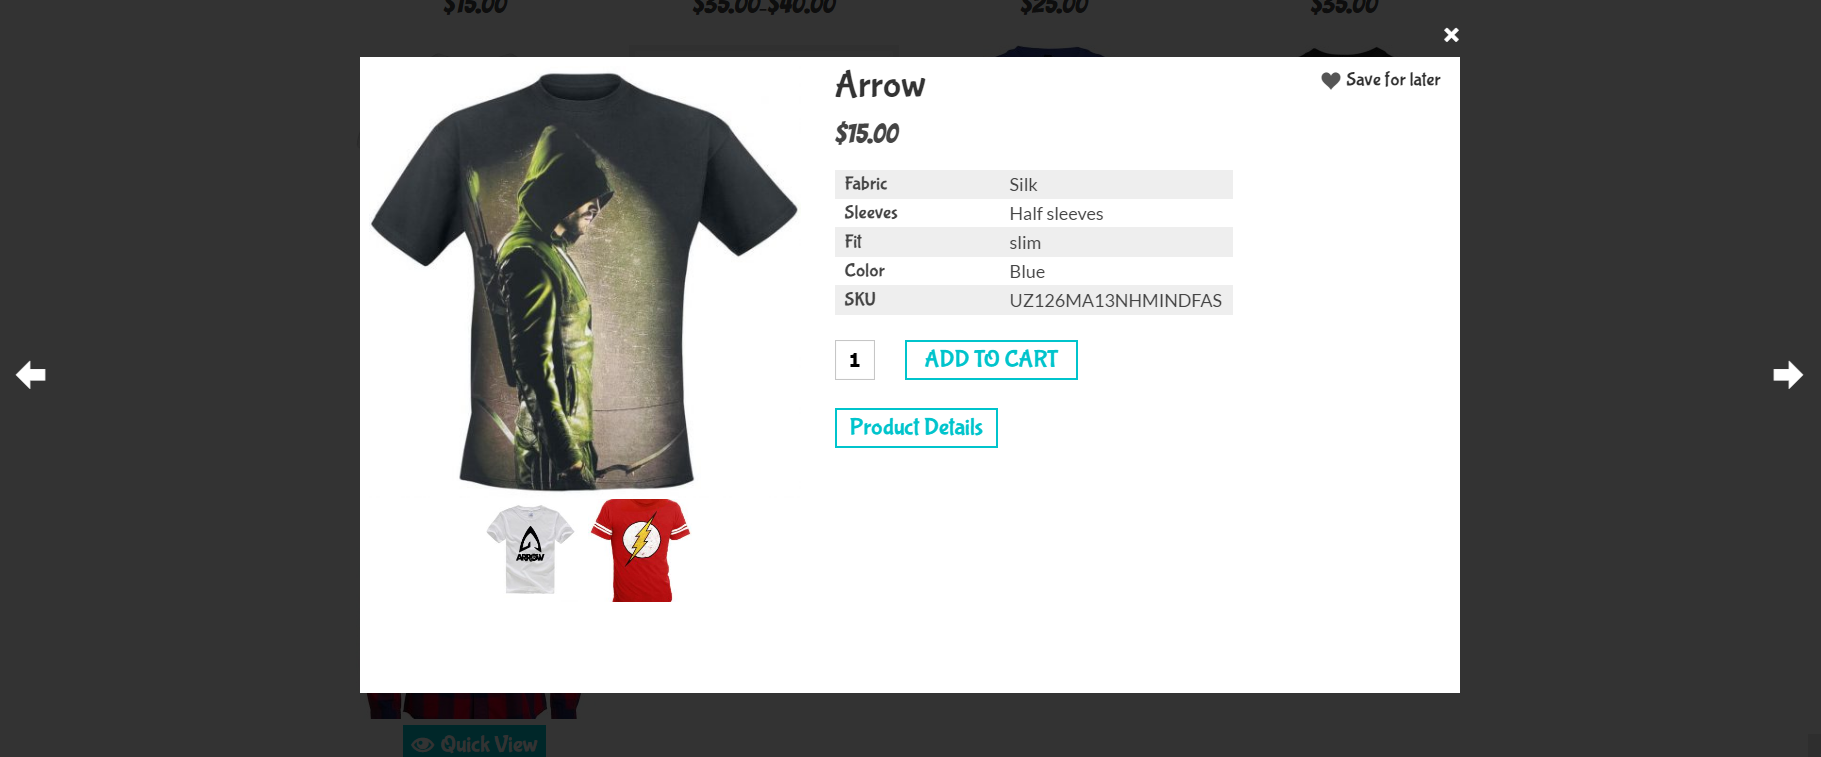 $15.00
$35.00-$40.00
$25.00
$35.00
Arrow
Save for later
$15.00
Fabric Silk
Sleeves Half sleeves
Fit slim
Color Blue
SKU UZ126MA13NHMINDFAS
1 ADD TO CART
Product Details
ARROW
Quick View